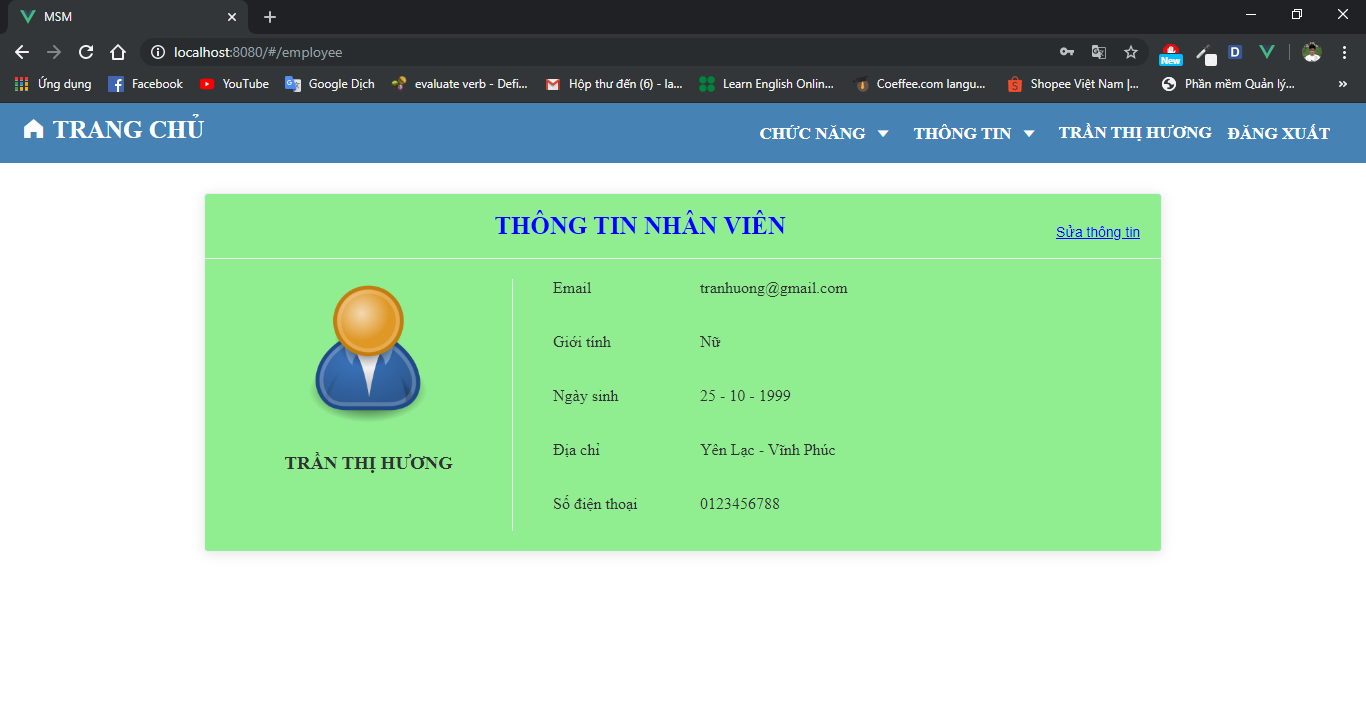 MSM
localhost:8080/#/employee
New
D
Ứng dụng Facebook YouTube Google Dịch evaluate verb - Defi... Hộp thư đến (6) - la... Learn English Onlin... Coeffee.com langu... Shopee Việt Nam |... Phần mềm Quản lý... »
TRANG CHỦ CHỨC NĂNG THÔNG TIN TRẦN THỊ HƯƠNG ĐĂNG XUẤT
THÔNG TIN NHÂN VIÊN
Sửa thông tin
Email tranhuong@gmail.com
Giới tính Nữ
Ngày sinh 25 - 10 - 1999
Địa chỉ Yên Lạc - Vĩnh Phúc
TRẦN THỊ HƯƠNG
Số điện thoại 0123456788